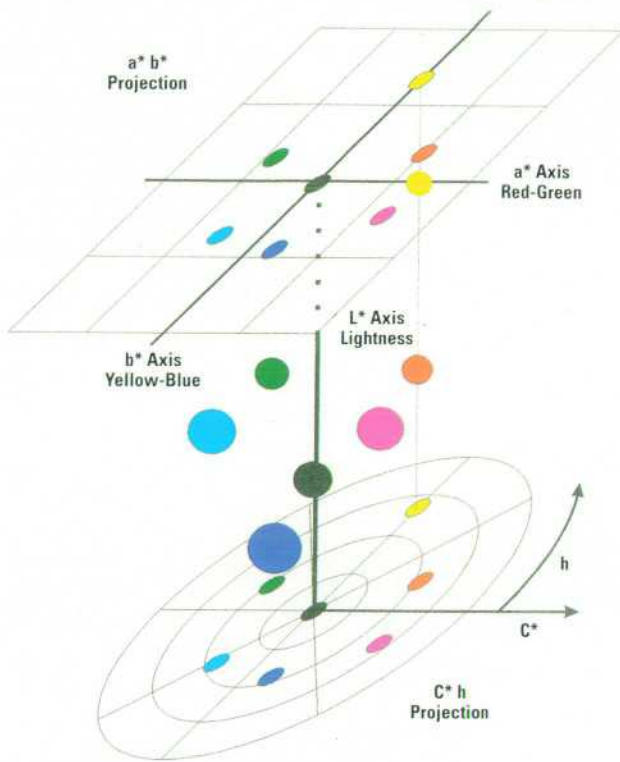 a* b*
Projection
a* Axis
Red-Green
L* Axis
Lightness
b* Axis
Yellow-Blue
h
C*
C* h
Projection